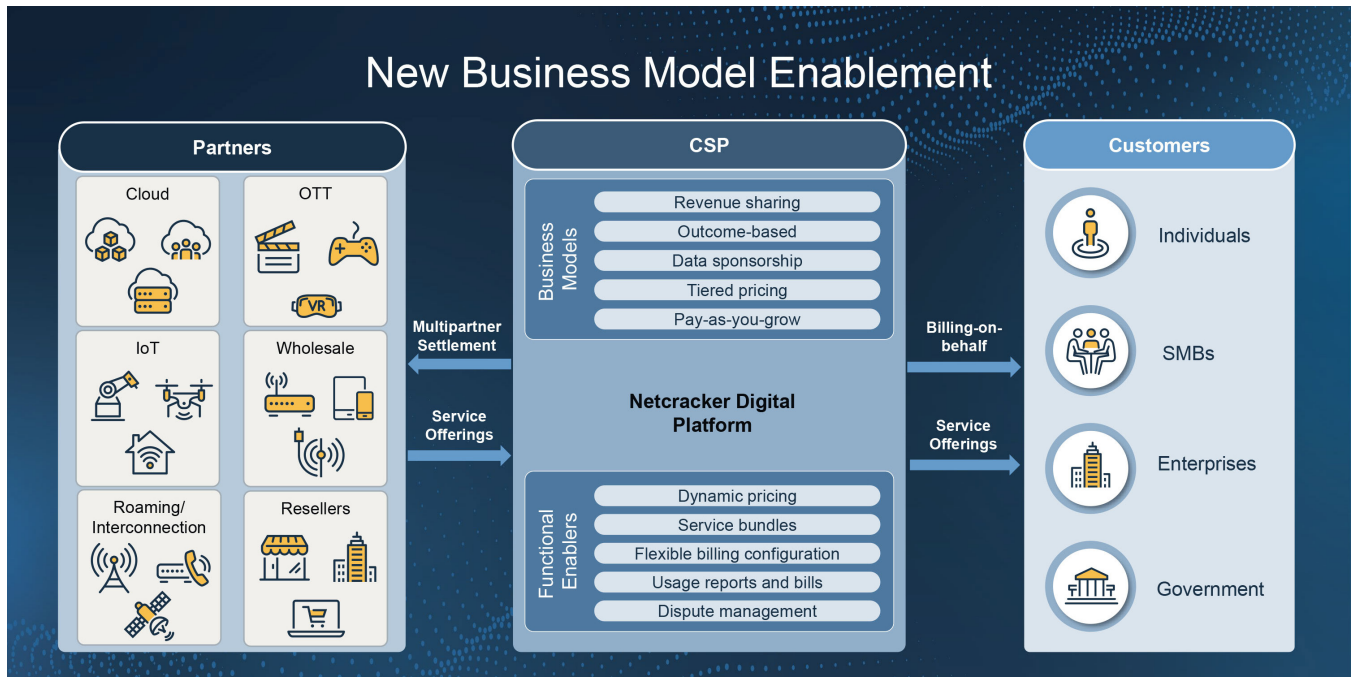 New Business Model Enablement
Partners
Cloud
OTT
VR
IoT
Wholesale
Roaming/
Interconnection
Resellers
Multipartner
Settlement
Service
Offerings
CSP
Business
Models
Revenue sharing
Outcome-based
Data sponsorship
Tiered pricing
Pay-as-you-grow
Netcracker Digital
Platform
Functional
Enablers
Dynamic pricing
Service bundles
Flexible billing configuration
Usage reports and bills
Dispute management
Billing-on-
behalf
Service
Offerings
Customers
Individuals
SMBs
Enterprises
Government